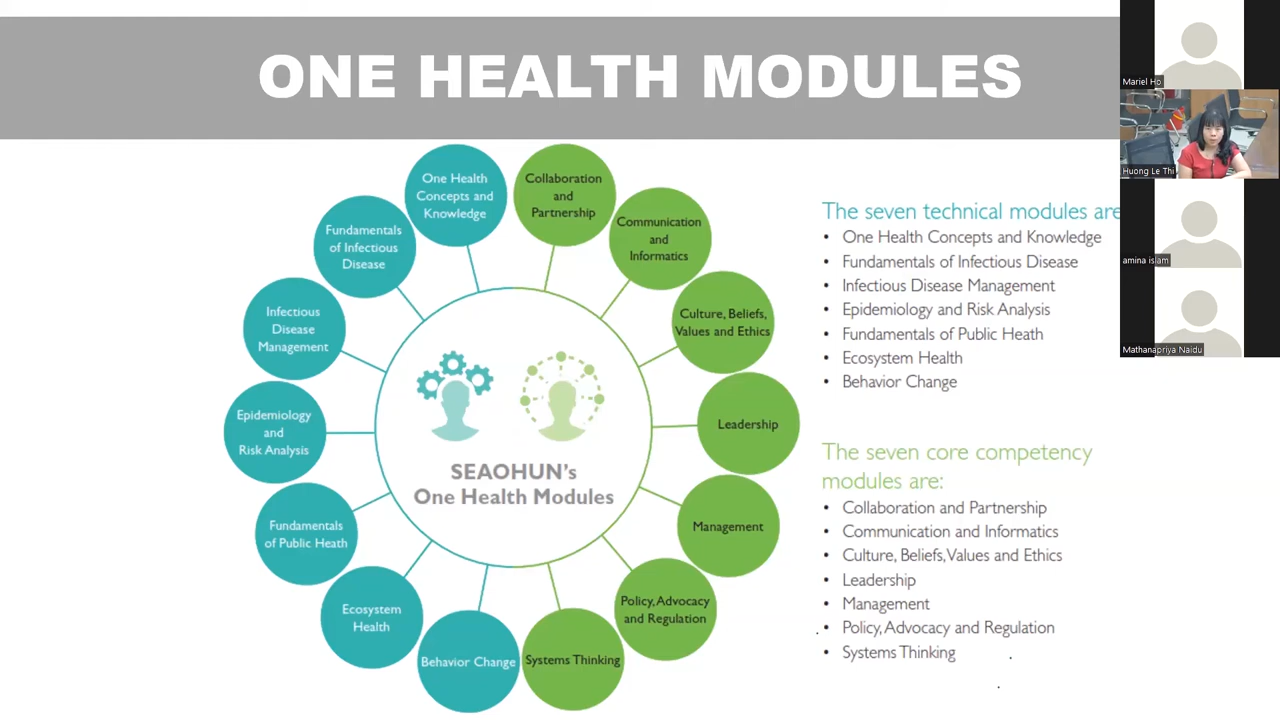 ONE HEALTH MODULES
One Health
Concepts and
Knowledge
Collaboration
and
Partnership
Fundamentals
of Infectious
Disease
Communication
and
Informatics
Infectious
Disease
Management
Culture, Beliefs,
Values and Ethics
Epidemiology
and
Risk Analysis
Leadership
Fundamentals
of Public Heath
Management
Ecosystem
Health
Policy, Advocacy
and Regulation
Behavior Change
Systems Thinking
SEAOHUN's
One Health Modules
The seven technical modules are
• One Health Concepts and Knowledge
• Fundamentals of Infectious Disease
• Infectious Disease Management
• Epidemiology and Risk Analysis
• Fundamentals of Public Heath
• Ecosystem Health
• Behavior Change
The seven core competency
modules are:
• Collaboration and Partnership
• Communication and Informatics
• Culture, Beliefs, Values and Ethics
• Leadership
• Management
• Policy, Advocacy and Regulation
• Systems Thinking
Mariel Ho
Huong Le Thi
amina islam
Mathanapriya Naidu